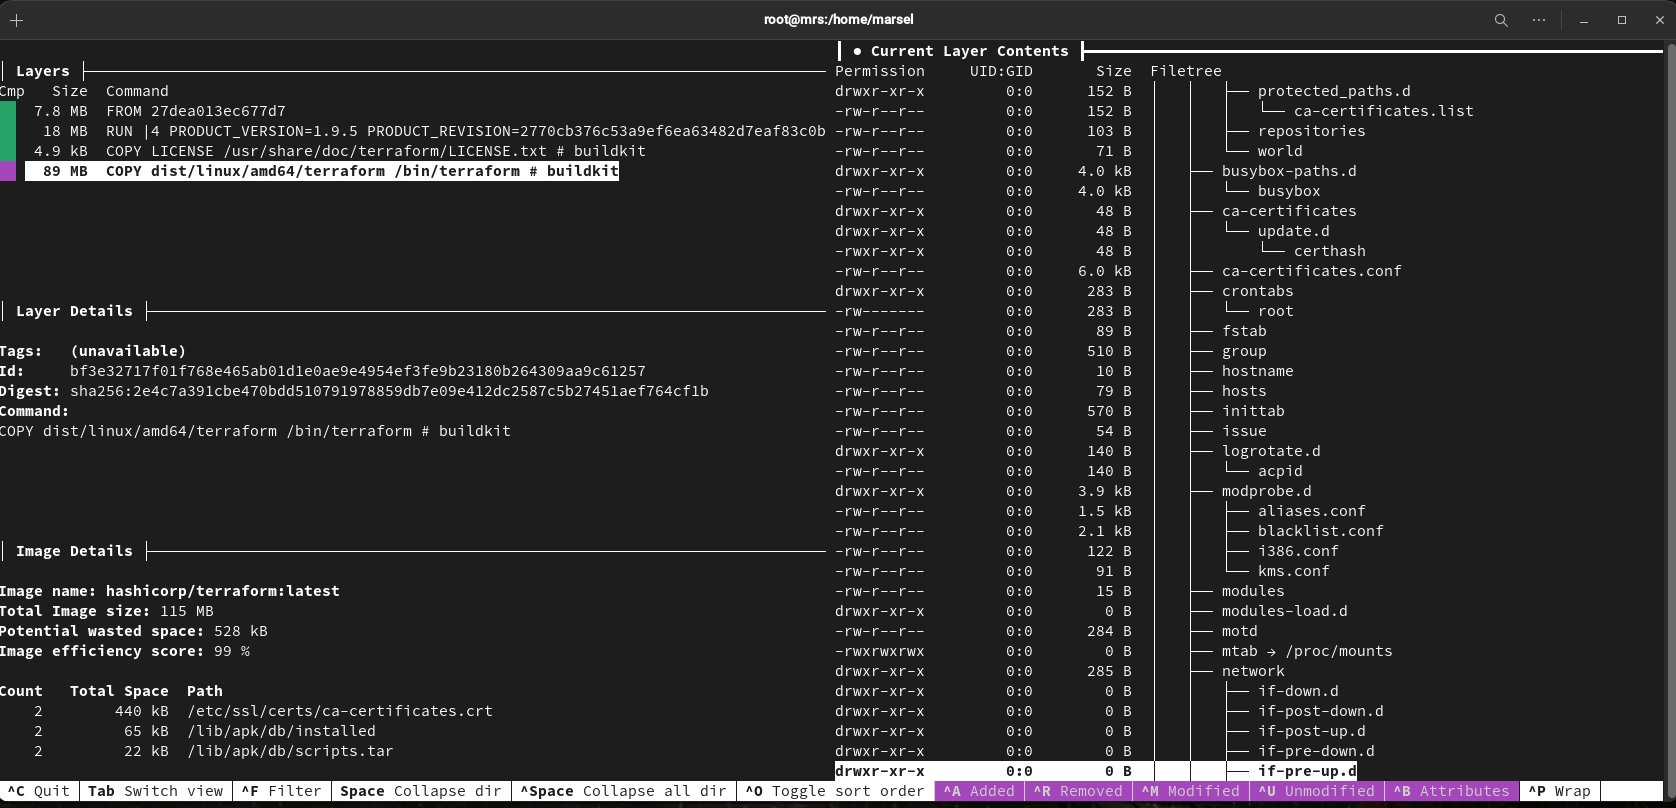 root@mrs:/home/marsel
Layers
Cmp Size Command
7.8 MB FROM 27dea013ec677d7
18 MB RUN |4 PRODUCT_VERSION=1.9.5 PRODUCT_REVISION=2770cb376c53a9ef6ea63482d7eaf83c0b
4.9 kB COPY LICENSE /usr/share/doc/terraform/LICENSE.txt # buildkit
89 MB COPY dist/linux/amd64/terraform /bin/terraform # buildkit
Layer Details
Tags: (unavailable)
Id: bf3e32717f01f768e465ab01d1e0ae9e4954ef3fe9b23180b264309aa9c61257
Digest: sha256:2e4c7a391cbe470bdd510791978859db7e09e412dc2587c5b27451aef764cf1b
Command:
COPY dist/linux/amd64/terraform /bin/terraform # buildkit
Image Details
Image name: hashicorp/terraform:latest
Total Image size: 115 MB
Potential wasted space: 528 kB
Image efficiency score: 99 %
Count Total Space Path
2 440 kB /etc/ssl/certs/ca-certificates.crt
2 65 kB /lib/apk/db/installed
2 22 kB /lib/apk/db/scripts.tar
● Current Layer Contents
Permission UID:GID Size Filetree
drwxr-xr-x 0:0 152 B protected_paths.d
-rw-r--r-- 0:0 152 B ca-certificates.list
-rw-r--r-- 0:0 103 B repositories
-rw-r--r-- 0:0 71 B world
drwxr-xr-x 0:0 4.0 kB busybox-paths.d
-rw-r--r-- 0:0 4.0 kB busybox
drwxr-xr-x 0:0 48 B ca-certificates
drwxr-xr-x 0:0 48 B update.d
-rwxr-xr-x 0:0 48 B certhash
-rw-r--r-- 0:0 6.0 kB ca-certificates.conf
drwxr-xr-x 0:0 283 B crontabs
-rw------- 0:0 283 B root
-rw-r--r-- 0:0 89 B fstab
-rw-r--r-- 0:0 510 B group
-rw-r--r-- 0:0 10 B hostname
-rw-r--r-- 0:0 79 B hosts
-rw-r--r-- 0:0 570 B inittab
-rw-r--r-- 0:0 54 B issue
drwxr-xr-x 0:0 140 B logrotate.d
-rw-r--r-- 0:0 140 B acpid
drwxr-xr-x 0:0 3.9 kB modprobe.d
-rw-r--r-- 0:0 1.5 kB aliases.conf
-rw-r--r-- 0:0 2.1 kB blacklist.conf
-rw-r--r-- 0:0 122 B i386.conf
-rw-r--r-- 0:0 91 B kms.conf
-rw-r--r-- 0:0 15 B modules
drwxr-xr-x 0:0 0 B modules-load.d
-rw-r--r-- 0:0 284 B motd
-rwxrwxrwx 0:0 0 B mtab → /proc/mounts
drwxr-xr-x 0:0 285 B network
drwxr-xr-x 0:0 0 B if-down.d
drwxr-xr-x 0:0 0 B if-post-down.d
drwxr-xr-x 0:0 0 B if-post-up.d
drwxr-xr-x 0:0 0 B if-pre-down.d
drwxr-xr-x 0:0 0 B if-pre-up.d
^C Quit Tab Switch view ^F Filter Space Collapse dir ^Space Collapse all dir ^O Toggle sort order ^A Added ^R Removed ^M Modified ^U Unmodified ^B Attributes ^P Wrap